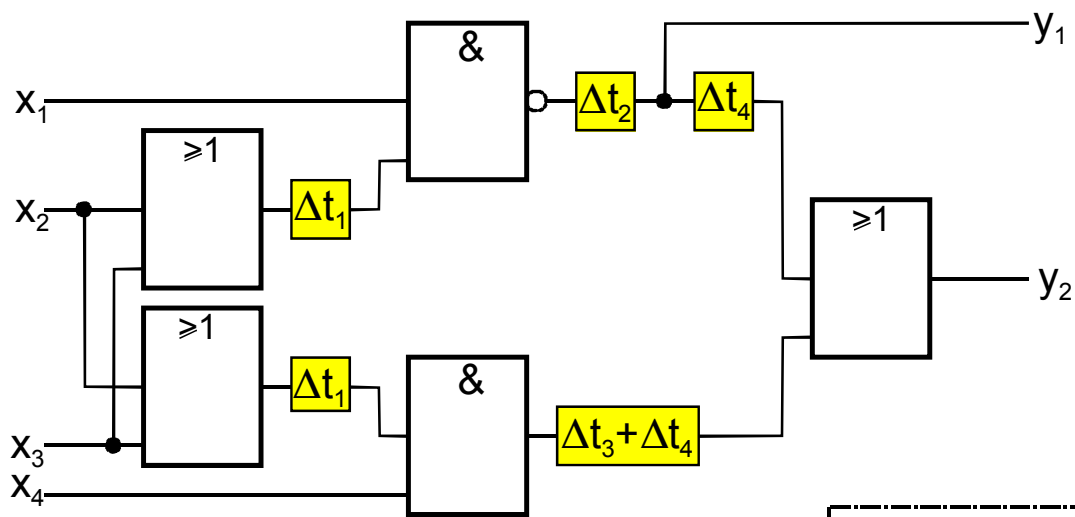 y₁
&
x₁
Δt₂
Δt₄
≥1
x₂
Δt₁
≥1
y₂
≥1
Δt₁
&
x₃
Δt₃+Δt₄
x₄